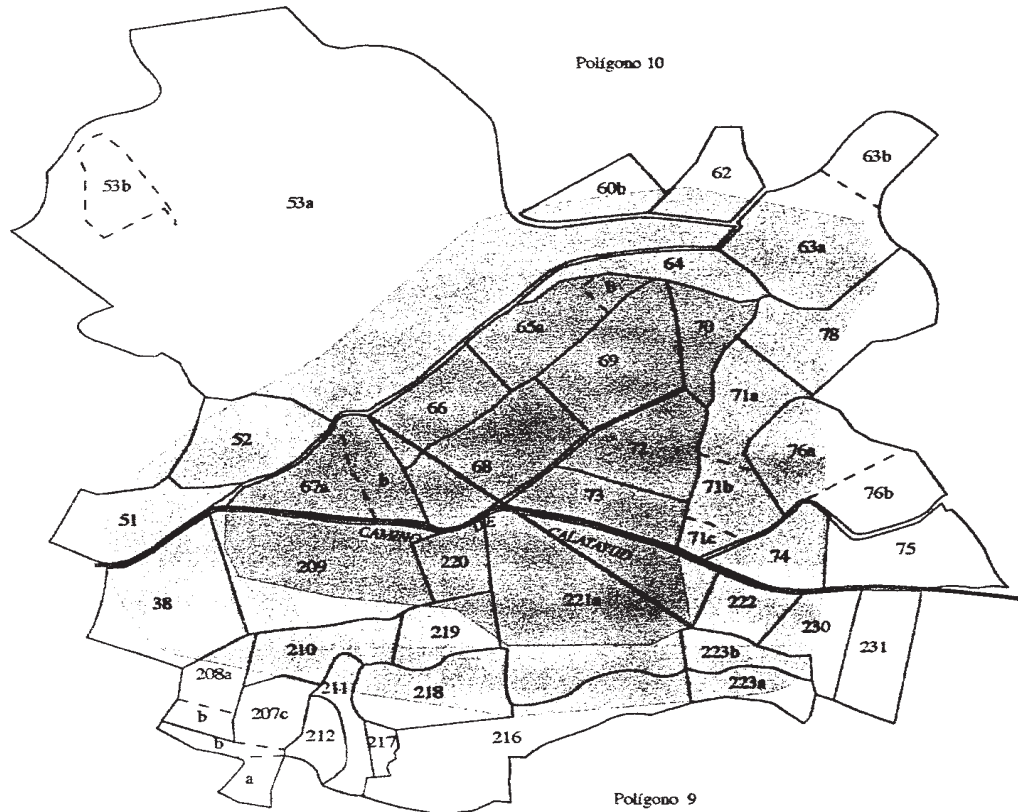 Polígono 10
63b
62
53b
60b
53a
63a
64
b
65a
70
78
69
71a
66
52
76a
72
68
67a
b
76b
71b
73
51
71c
75
CAMINO DE CALATAYUD
74
220
209
38
221a
222
219
230
210
231
223b
208a
211
218
223a
207c
b
212
217
216
b
a
Polígono 9